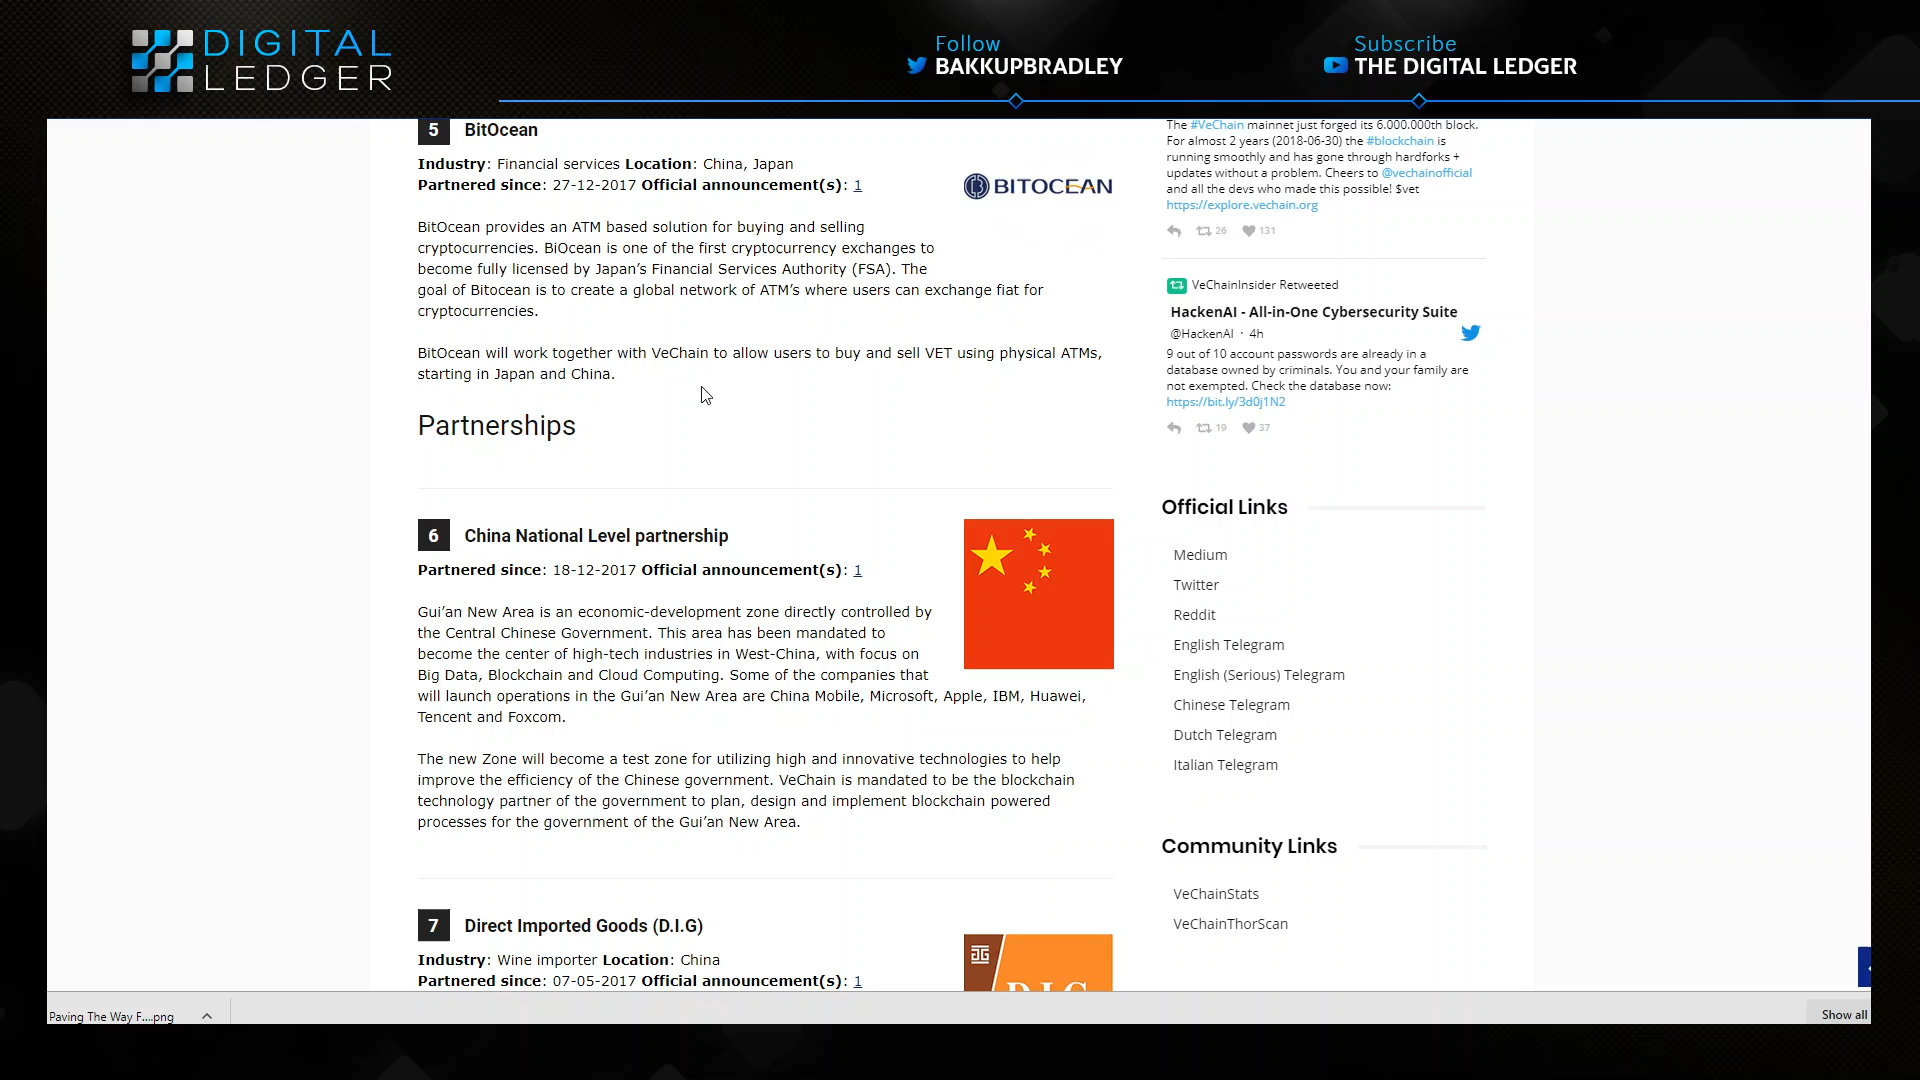 DIGITAL
LEDGER
Follow
BAKKUPBRADLEY
Subscribe
THE DIGITAL LEDGER
5 BitOcean
Industry: Financial services Location: China, Japan
Partnered since: 27-12-2017 Official announcement(s): 1
BITOCEAN
BitOcean provides an ATM based solution for buying and selling
cryptocurrencies. BiOcean is one of the first cryptocurrency exchanges to
become fully licensed by Japan's Financial Services Authority (FSA). The
goal of Bitocean is to create a global network of ATM's where users can exchange fiat for
cryptocurrencies.
BitOcean will work together with VeChain to allow users to buy and sell VET using physical ATMs,
starting in Japan and China.
Partnerships
6 China National Level partnership
Partnered since: 18-12-2017 Official announcement(s): 1
Gui'an New Area is an economic-development zone directly controlled by
the Central Chinese Government. This area has been mandated to
become the center of high-tech industries in West-China, with focus on
Big Data, Blockchain and Cloud Computing. Some of the companies that
will launch operations in the Gui'an New Area are China Mobile, Microsoft, Apple, IBM, Huawei,
Tencent and Foxcom.
The new Zone will become a test zone for utilizing high and innovative technologies to help
improve the efficiency of the Chinese government. VeChain is mandated to be the blockchain
technology partner of the government to plan, design and implement blockchain powered
processes for the government of the Gui'an New Area.
7 Direct Imported Goods (D.I.G)
Industry: Wine importer Location: China
Partnered since: 07-05-2017 Official announcement(s): 1
D.I.G
The #VeChain mainnet just forged its 6.000.000th block.
For almost 2 years (2018-06-30) the #blockchain is
running smoothly and has gone through hardforks +
updates without a problem. Cheers to @vechainofficial
and all the devs who made this possible! $vet
https://explore.vechain.org
26 131
VeChainInsider Retweeted
HackenAI - All-in-One Cybersecurity Suite
@HackenAI · 4h
9 out of 10 account passwords are already in a
database owned by criminals. You and your family are
not exempted. Check the database now:
https://bit.ly/3d0j1N2
19 37
Official Links
Medium
Twitter
Reddit
English Telegram
English (Serious) Telegram
Chinese Telegram
Dutch Telegram
Italian Telegram
Community Links
VeChainStats
VeChainThorScan
Paving The Way F....png
Show all